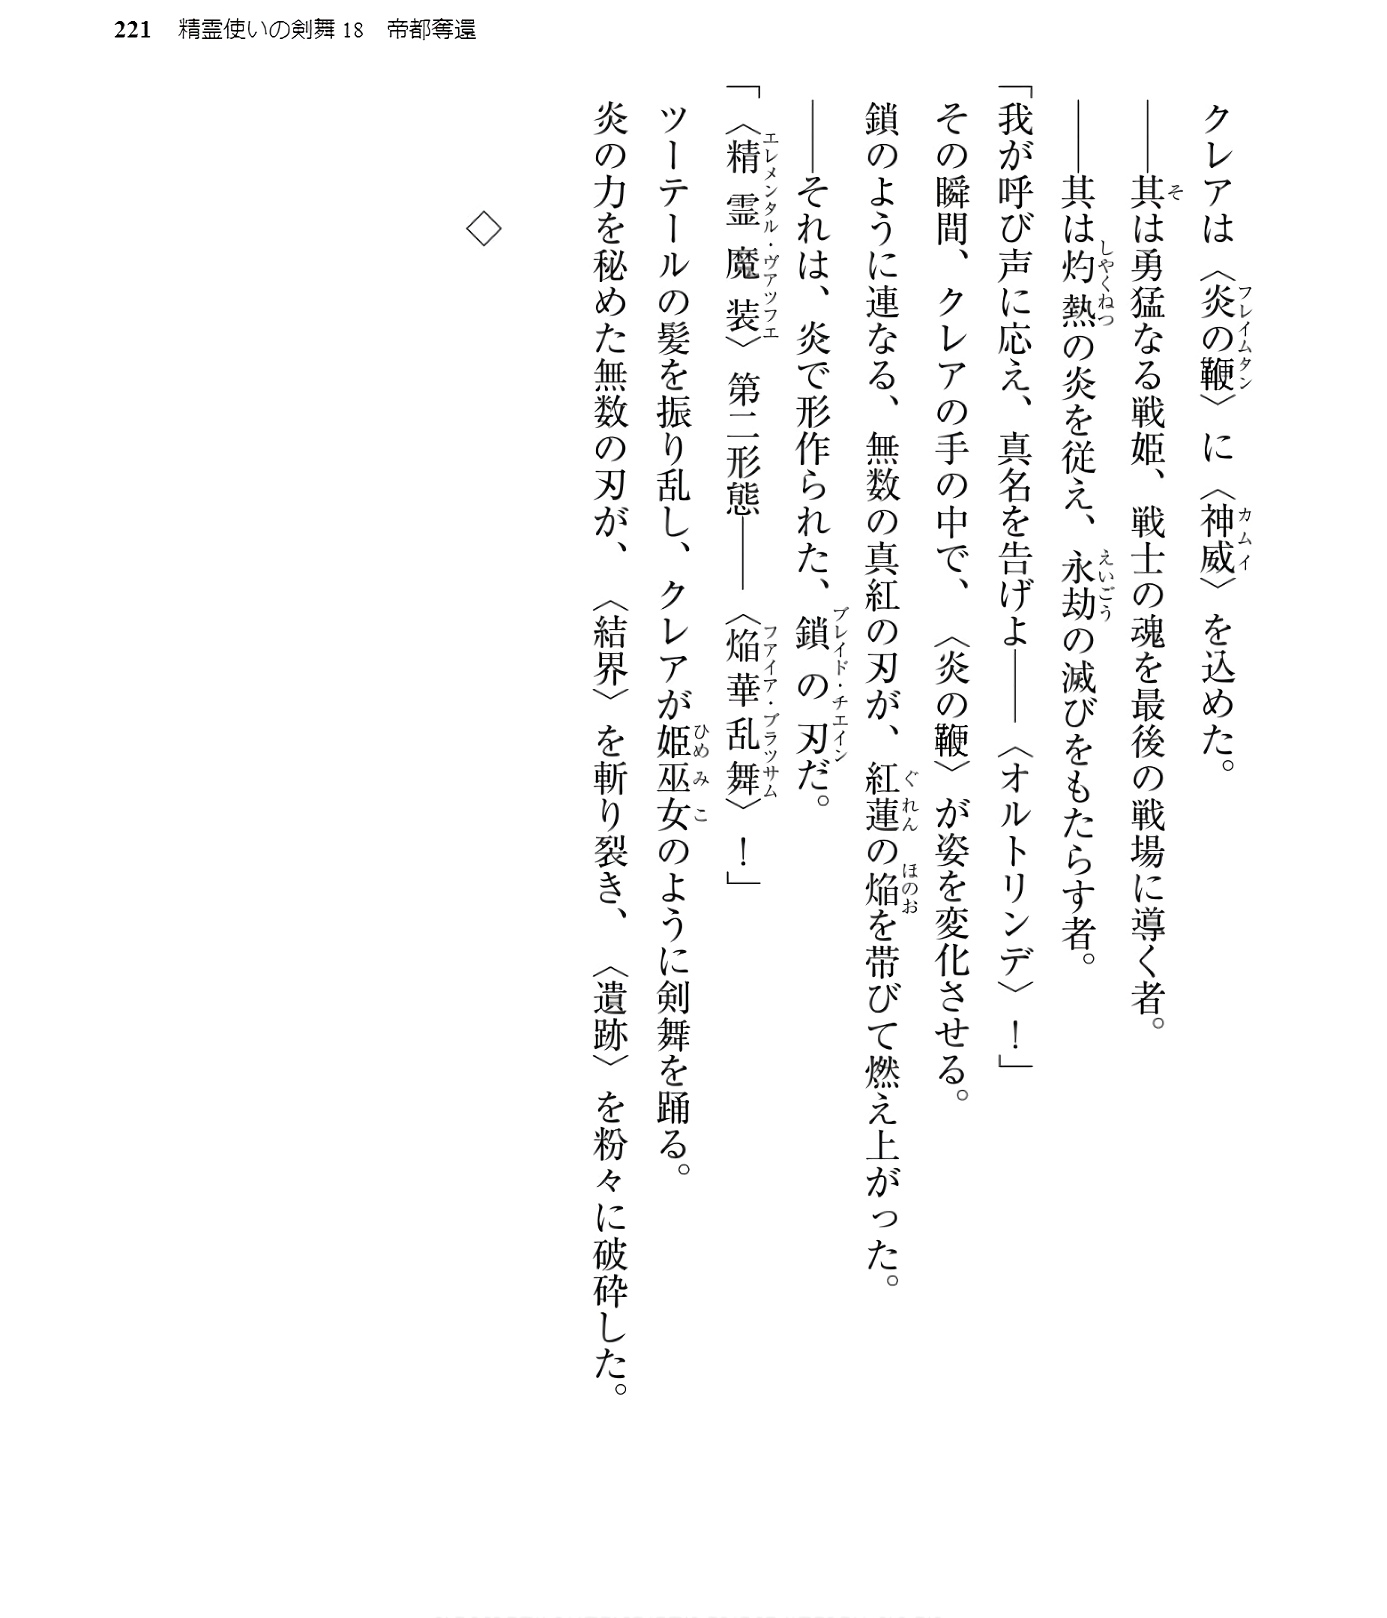 221 精霊使いの剣舞 18　帝都奪還
クレアは〈炎の鞭〉に〈神威〉を込めた。
フレイムタン
カムイ
――其は勇猛なる戦姫、戦士の魂を最後の戦場に導く者。
そ
――其は灼熱の炎を従え、永劫の滅びをもたらす者。
しやくねつ
えいごう
「我が呼び声に応え、真名を告げよ――〈オルトリンデ〉！」
その瞬間、クレアの手の中で、〈炎の鞭〉が姿を変化させる。
鎖のように連なる、無数の真紅の刃が、紅蓮の焔を帯びて燃え上がった。
ぐれん
ほのお
――それは、炎で形作られた、鎖の刃だ。
ブレイド・チエイン
「〈精霊魔装〉第二形態――〈焔華乱舞〉！」
エレメンタル・ヴアツフエ
フアイア・ブラッサム
ツーテールの髪を振り乱し、クレアが姫巫女のように剣舞を踊る。
ひめみこ
炎の力を秘めた無数の刃が、〈結界〉を斬り裂き、〈遺跡〉を粉々に破砕した。
◇